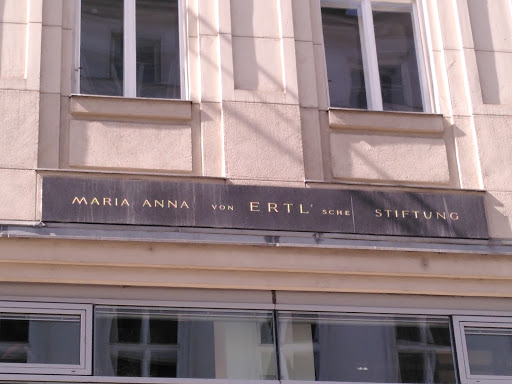 MARIA ANNA VON ERTL' SCHE STIFTUNG